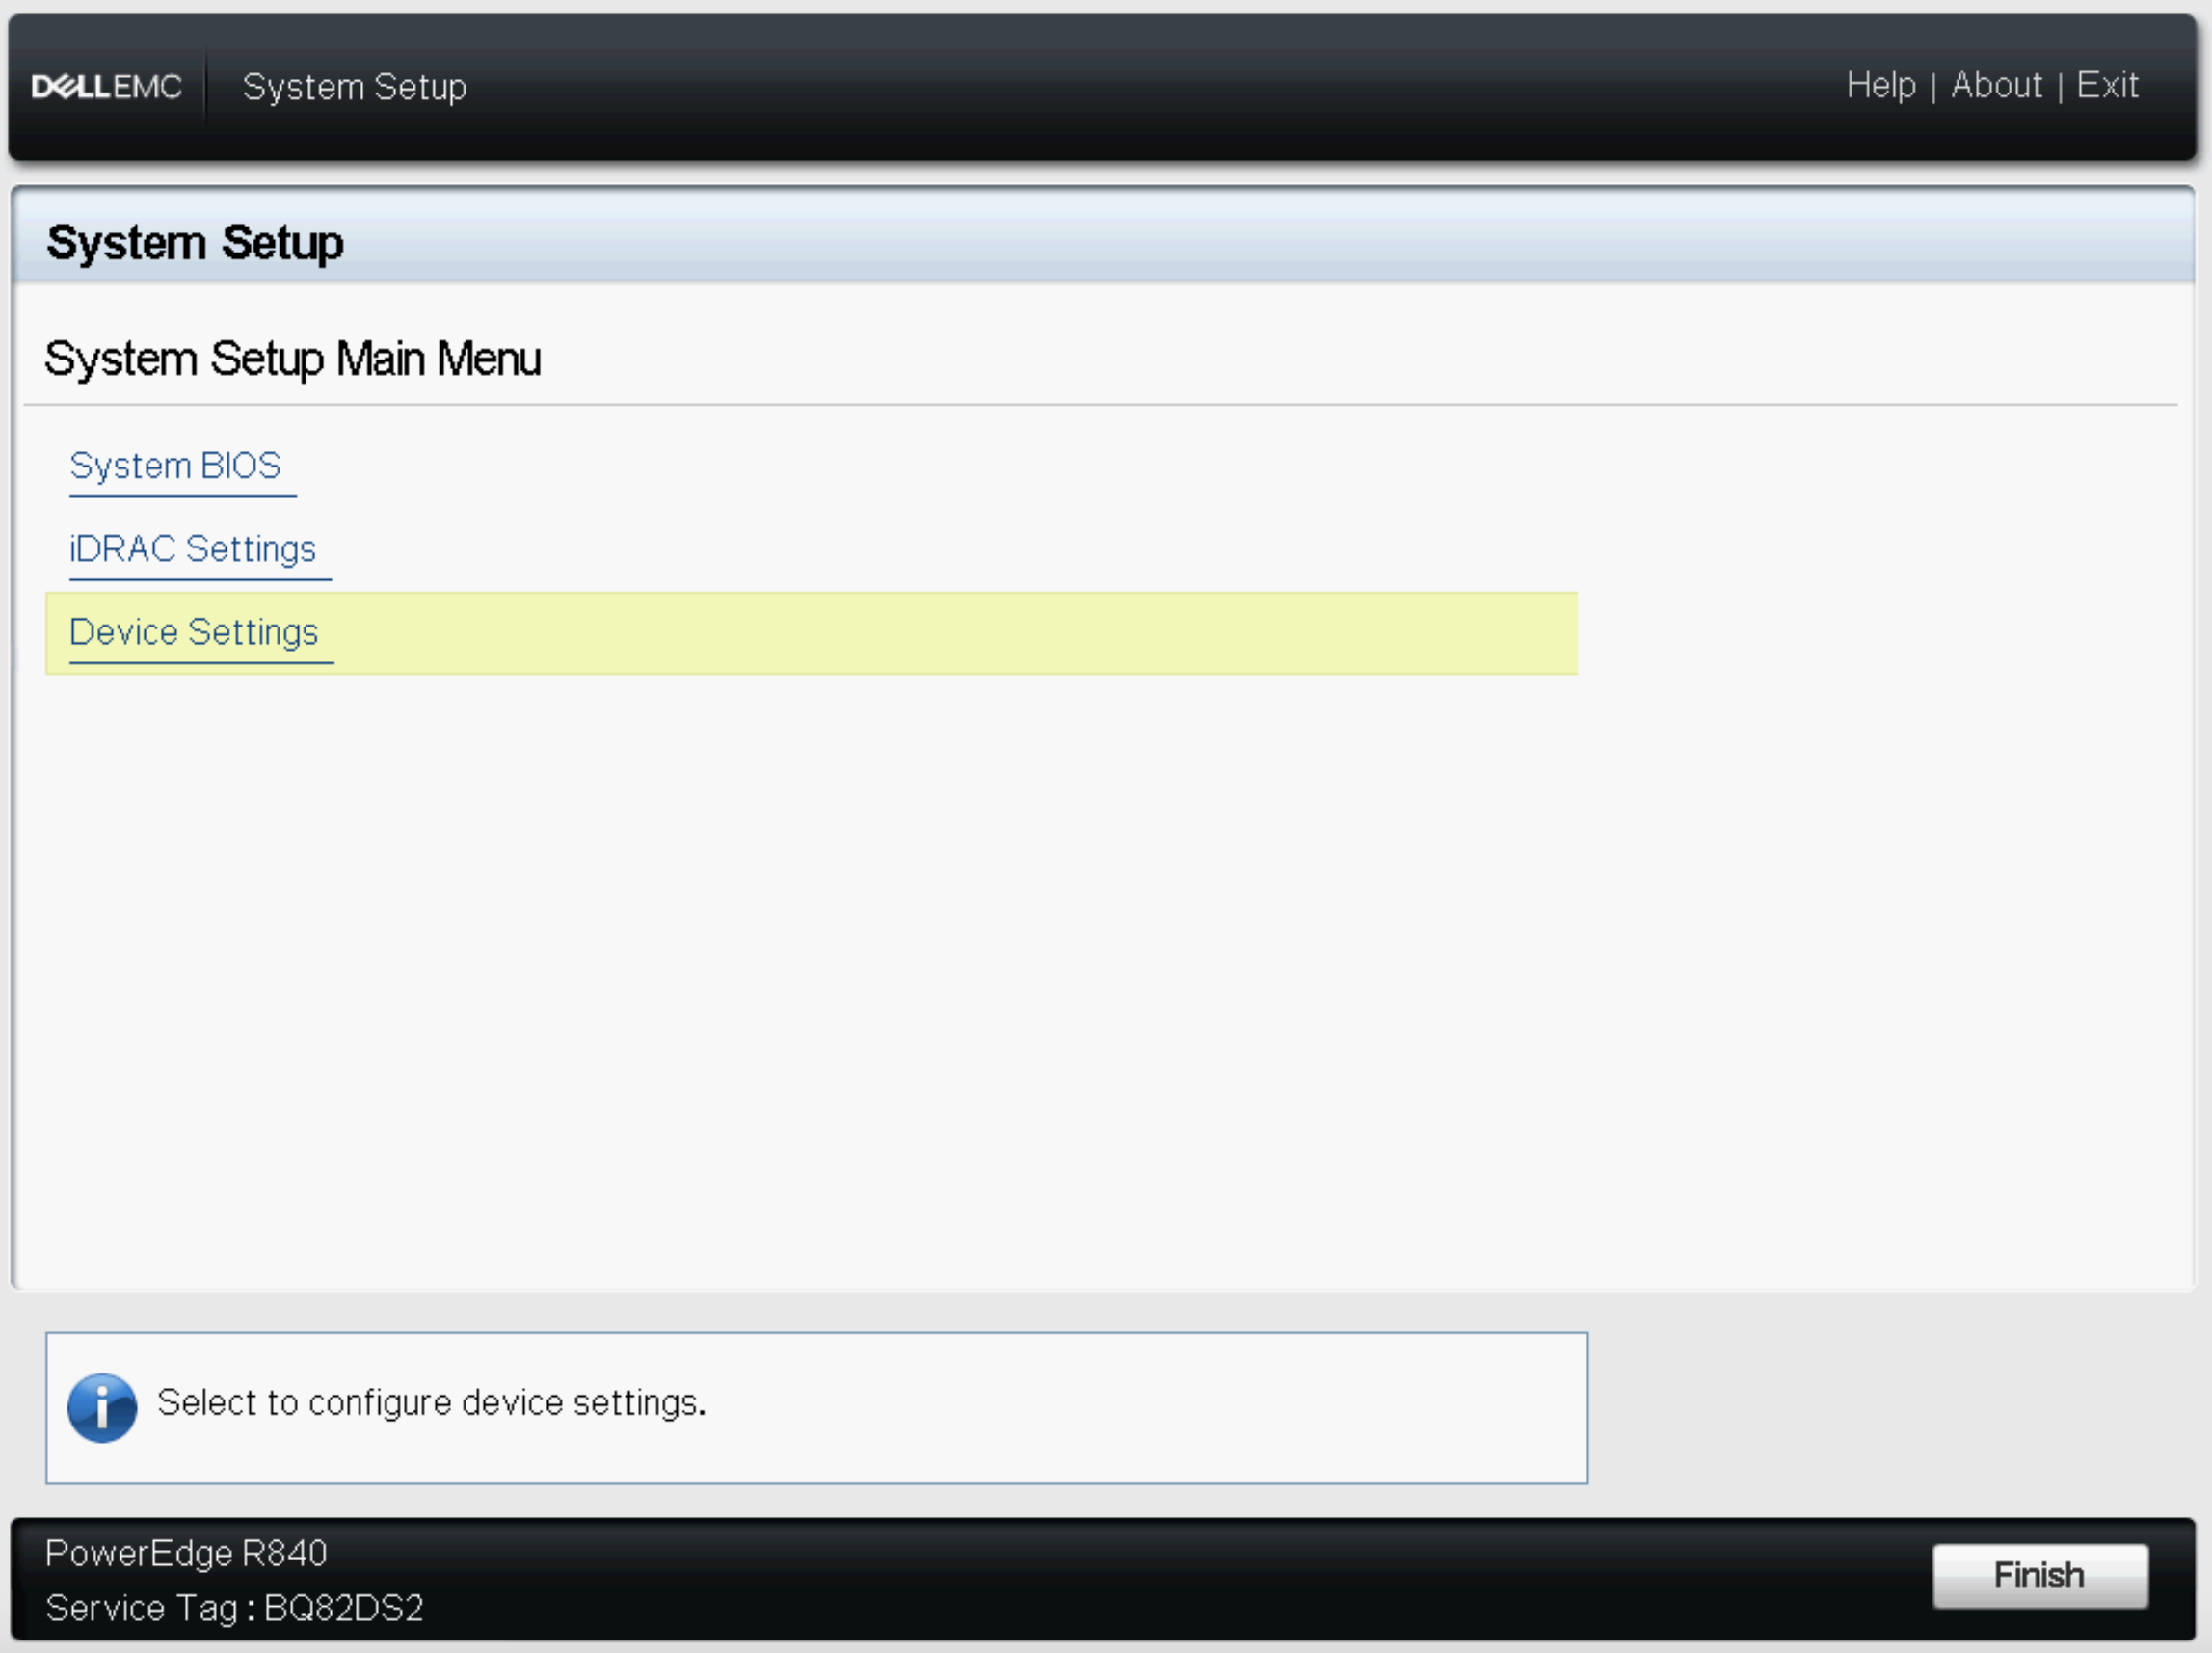 DELLEMC System Setup Help | About | Exit
System Setup
System Setup Main Menu
System BIOS
iDRAC Settings
Device Settings
Select to configure device settings.
PowerEdge R840
Service Tag : BQ82DS2
Finish